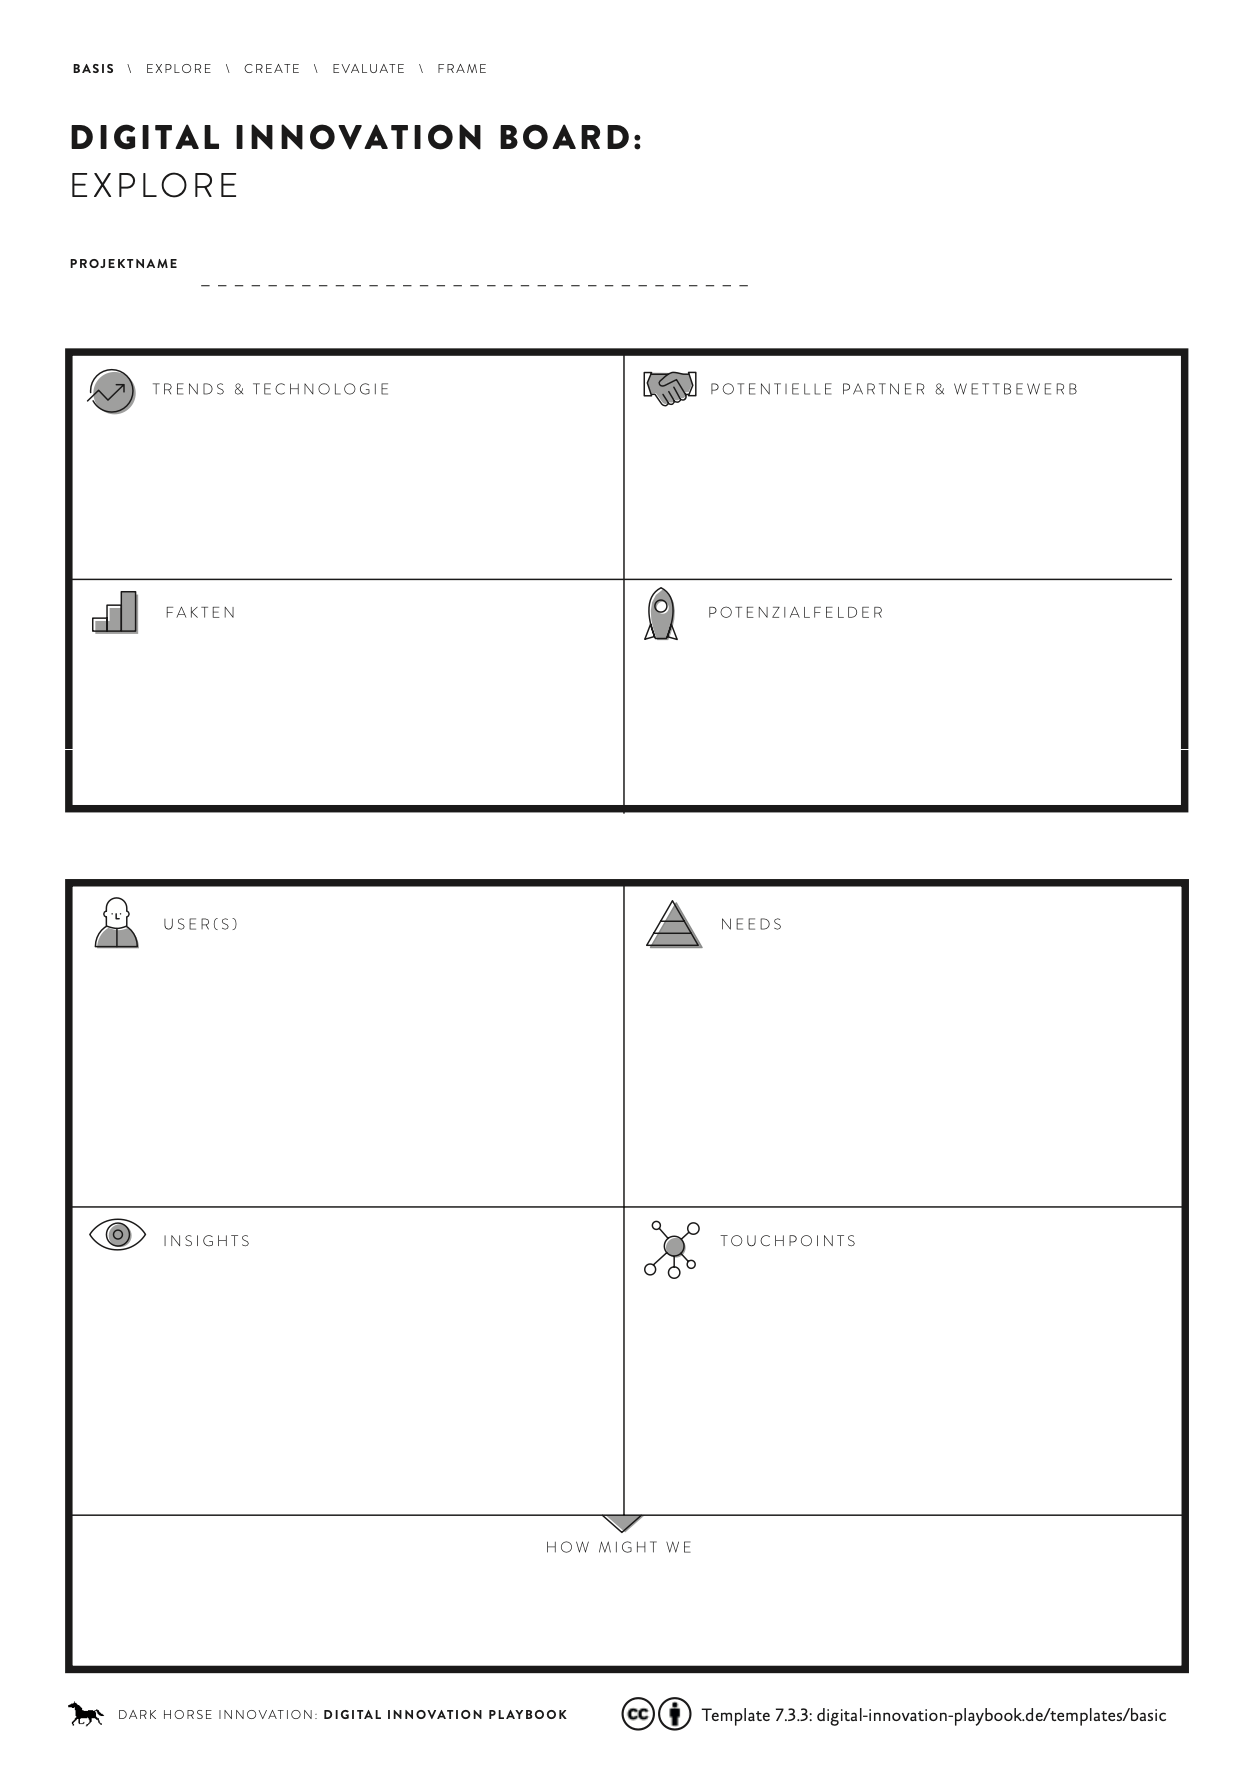 BASIS \ EXPLORE \ CREATE \ EVALUATE \ FRAME
DIGITAL INNOVATION BOARD:
EXPLORE
PROJEKTNAME
TRENDS & TECHNOLOGIE
POTENTIELLE PARTNER & WETTBEWERB
FAKTEN
POTENZIALFELDER
USER(S)
NEEDS
INSIGHTS
TOUCHPOINTS
HOW MIGHT WE
DARK HORSE INNOVATION: DIGITAL INNOVATION PLAYBOOK
cc Template 7.3.3: digital-innovation-playbook.de/templates/basic